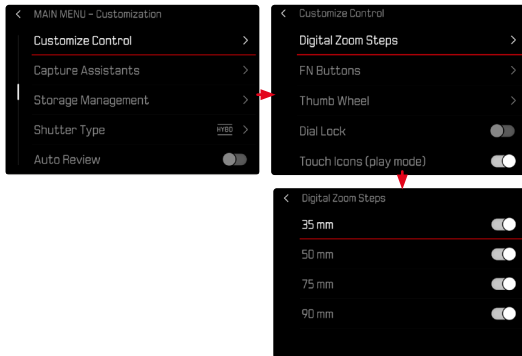 MAIN MENU – Customization
Customize Control
Capture Assistants
Storage Management
Shutter Type HYBD
Auto Review
Customize Control
Digital Zoom Steps
FN Buttons
Thumb Wheel
Dial Lock
Touch Icons (play mode)
Digital Zoom Steps
35 mm
50 mm
75 mm
90 mm